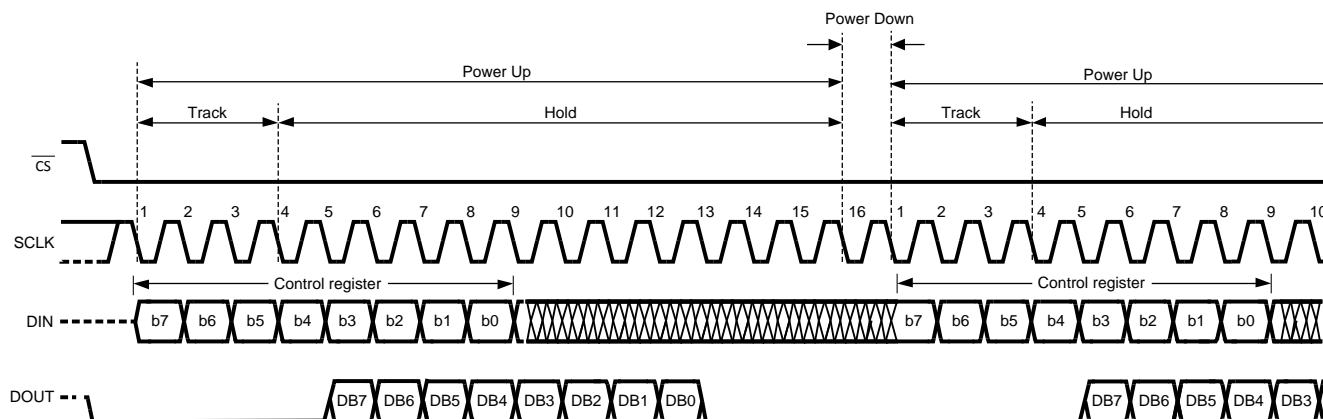 Power Down
Power Up
Power Up
Track Hold Track Hold
CS
1 2 3 4 5 6 7 8 9 10 11 12 13 14 15 16 1 2 3 4 5 6 7 8 9 10
SCLK
Control register Control register
DIN b7 b6 b5 b4 b3 b2 b1 b0 b7 b6 b5 b4 b3 b2 b1 b0
DOUT DB7 DB6 DB5 DB4 DB3 DB2 DB1 DB0 DB7 DB6 DB5 DB4 DB3